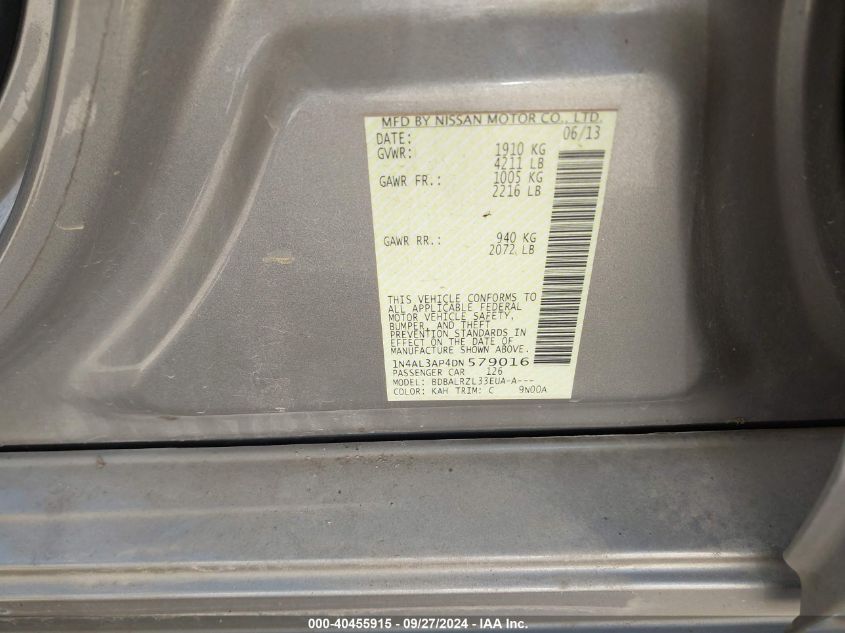 MFD BY NISSAN MOTOR CO., LTD.
DATE: 06/13
GVWR: 1910 KG
4211 LB
GAWR FR.: 1005 KG
2216 LB
GAWR RR.: 940 KG
2072 LB
THIS VEHICLE CONFORMS TO
ALL APPLICABLE FEDERAL
MOTOR VEHICLE SAFETY,
BUMPER, AND THEFT
PREVENTION STANDARDS IN
EFFECT ON THE DATE OF
MANUFACTURE SHOWN ABOVE.
1N4AL3AP4DN579016
PASSENGER CAR 126
MODEL: BDBALRZL33EUA-A---
COLOR: KAH TRIM: C 9N00A
000-40455915 - 09/27/2024 - IAA Inc.